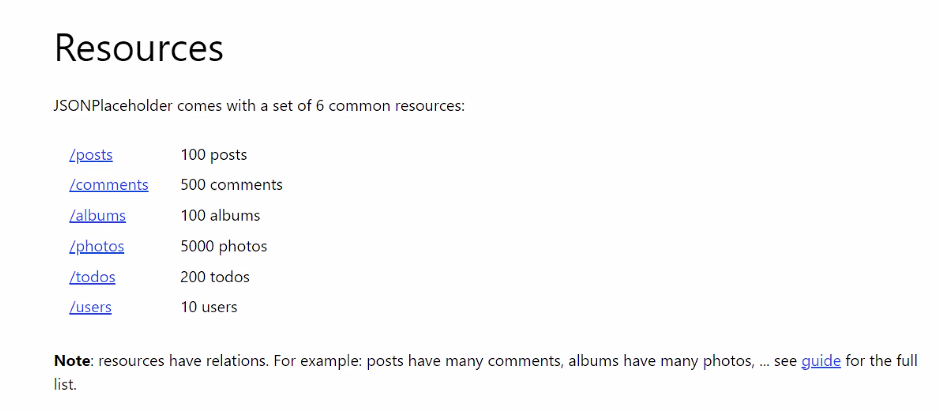 Resources
JSONPlaceholder comes with a set of 6 common resources:
/posts 100 posts
/comments 500 comments
/albums 100 albums
/photos 5000 photos
/todos 200 todos
/users 10 users
Note: resources have relations. For example: posts have many comments, albums have many photos, ... see guide for the full
list.